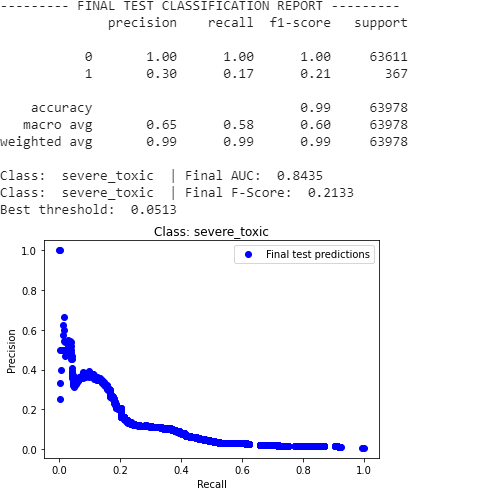 --------- FINAL TEST CLASSIFICATION REPORT ---------
precision recall f1-score support
0 1.00 1.00 1.00 63611
1 0.30 0.17 0.21 367
accuracy 0.99 63978
macro avg 0.65 0.58 0.60 63978
weighted avg 0.99 0.99 0.99 63978
Class: severe_toxic | Final AUC: 0.8435
Class: severe_toxic | Final F-Score: 0.2133
Best threshold: 0.0513
Class: severe_toxic
Final test predictions
1.0
0.8
0.6
0.4
0.2
0.0
Precision
0.0 0.2 0.4 0.6 0.8 1.0
Recall